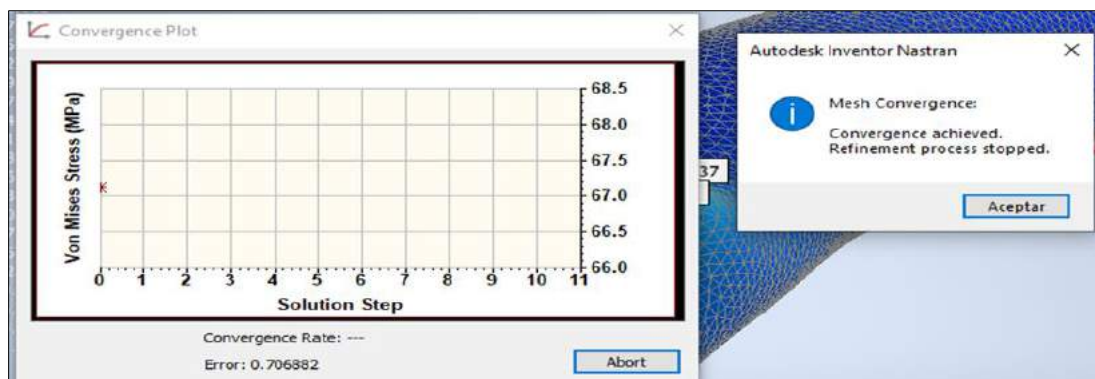 Convergence Plot
Von Mises Stress (MPa)
68.5
68.0
67.5
67.0
66.5
66.0
0 1 2 3 4 5 6 7 8 9 10 11
Solution Step
Convergence Rate: ---
Error: 0.706882
Abort
37
Autodesk Inventor Nastran
Mesh Convergence:
Convergence achieved.
Refinement process stopped.
Aceptar